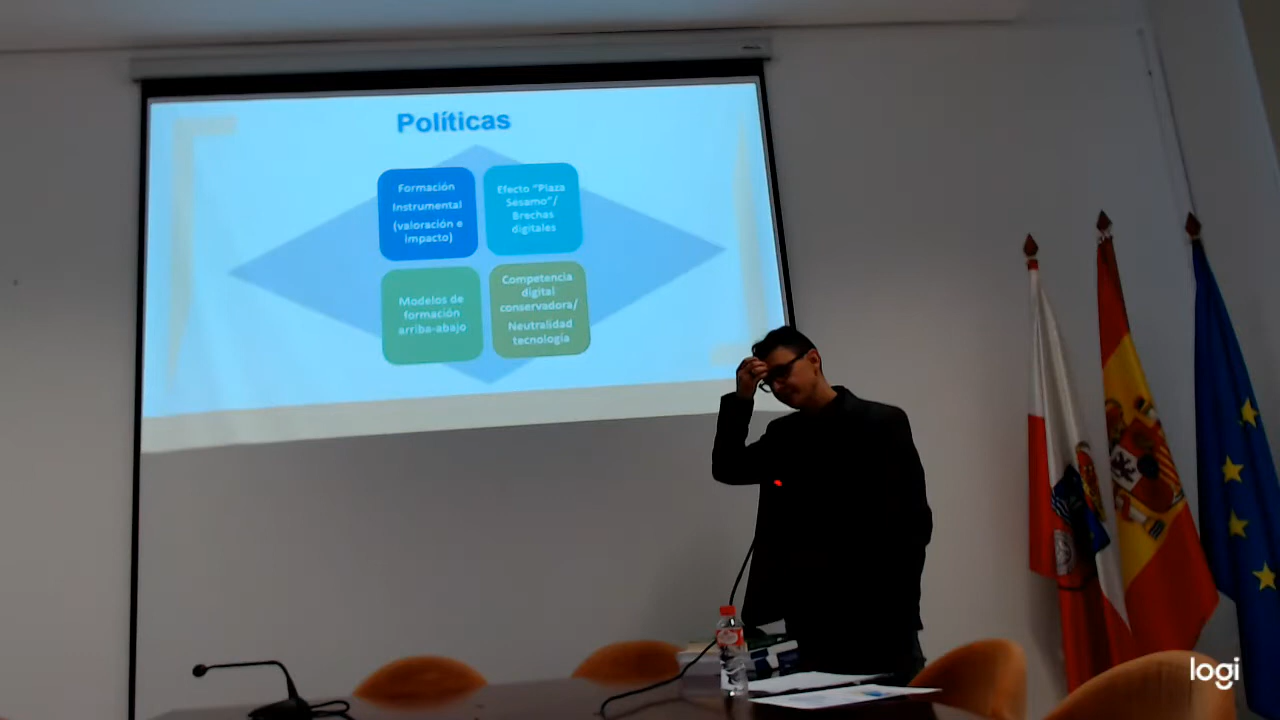 Políticas
Formación
Instrumental
(valoración e
impacto)
Efecto "Plaza
Sésamo"/
Brechas
digitales
Modelos de
formación
arriba-abajo
Competencia
digital
conservadora/
Neutralidad
tecnología
logi